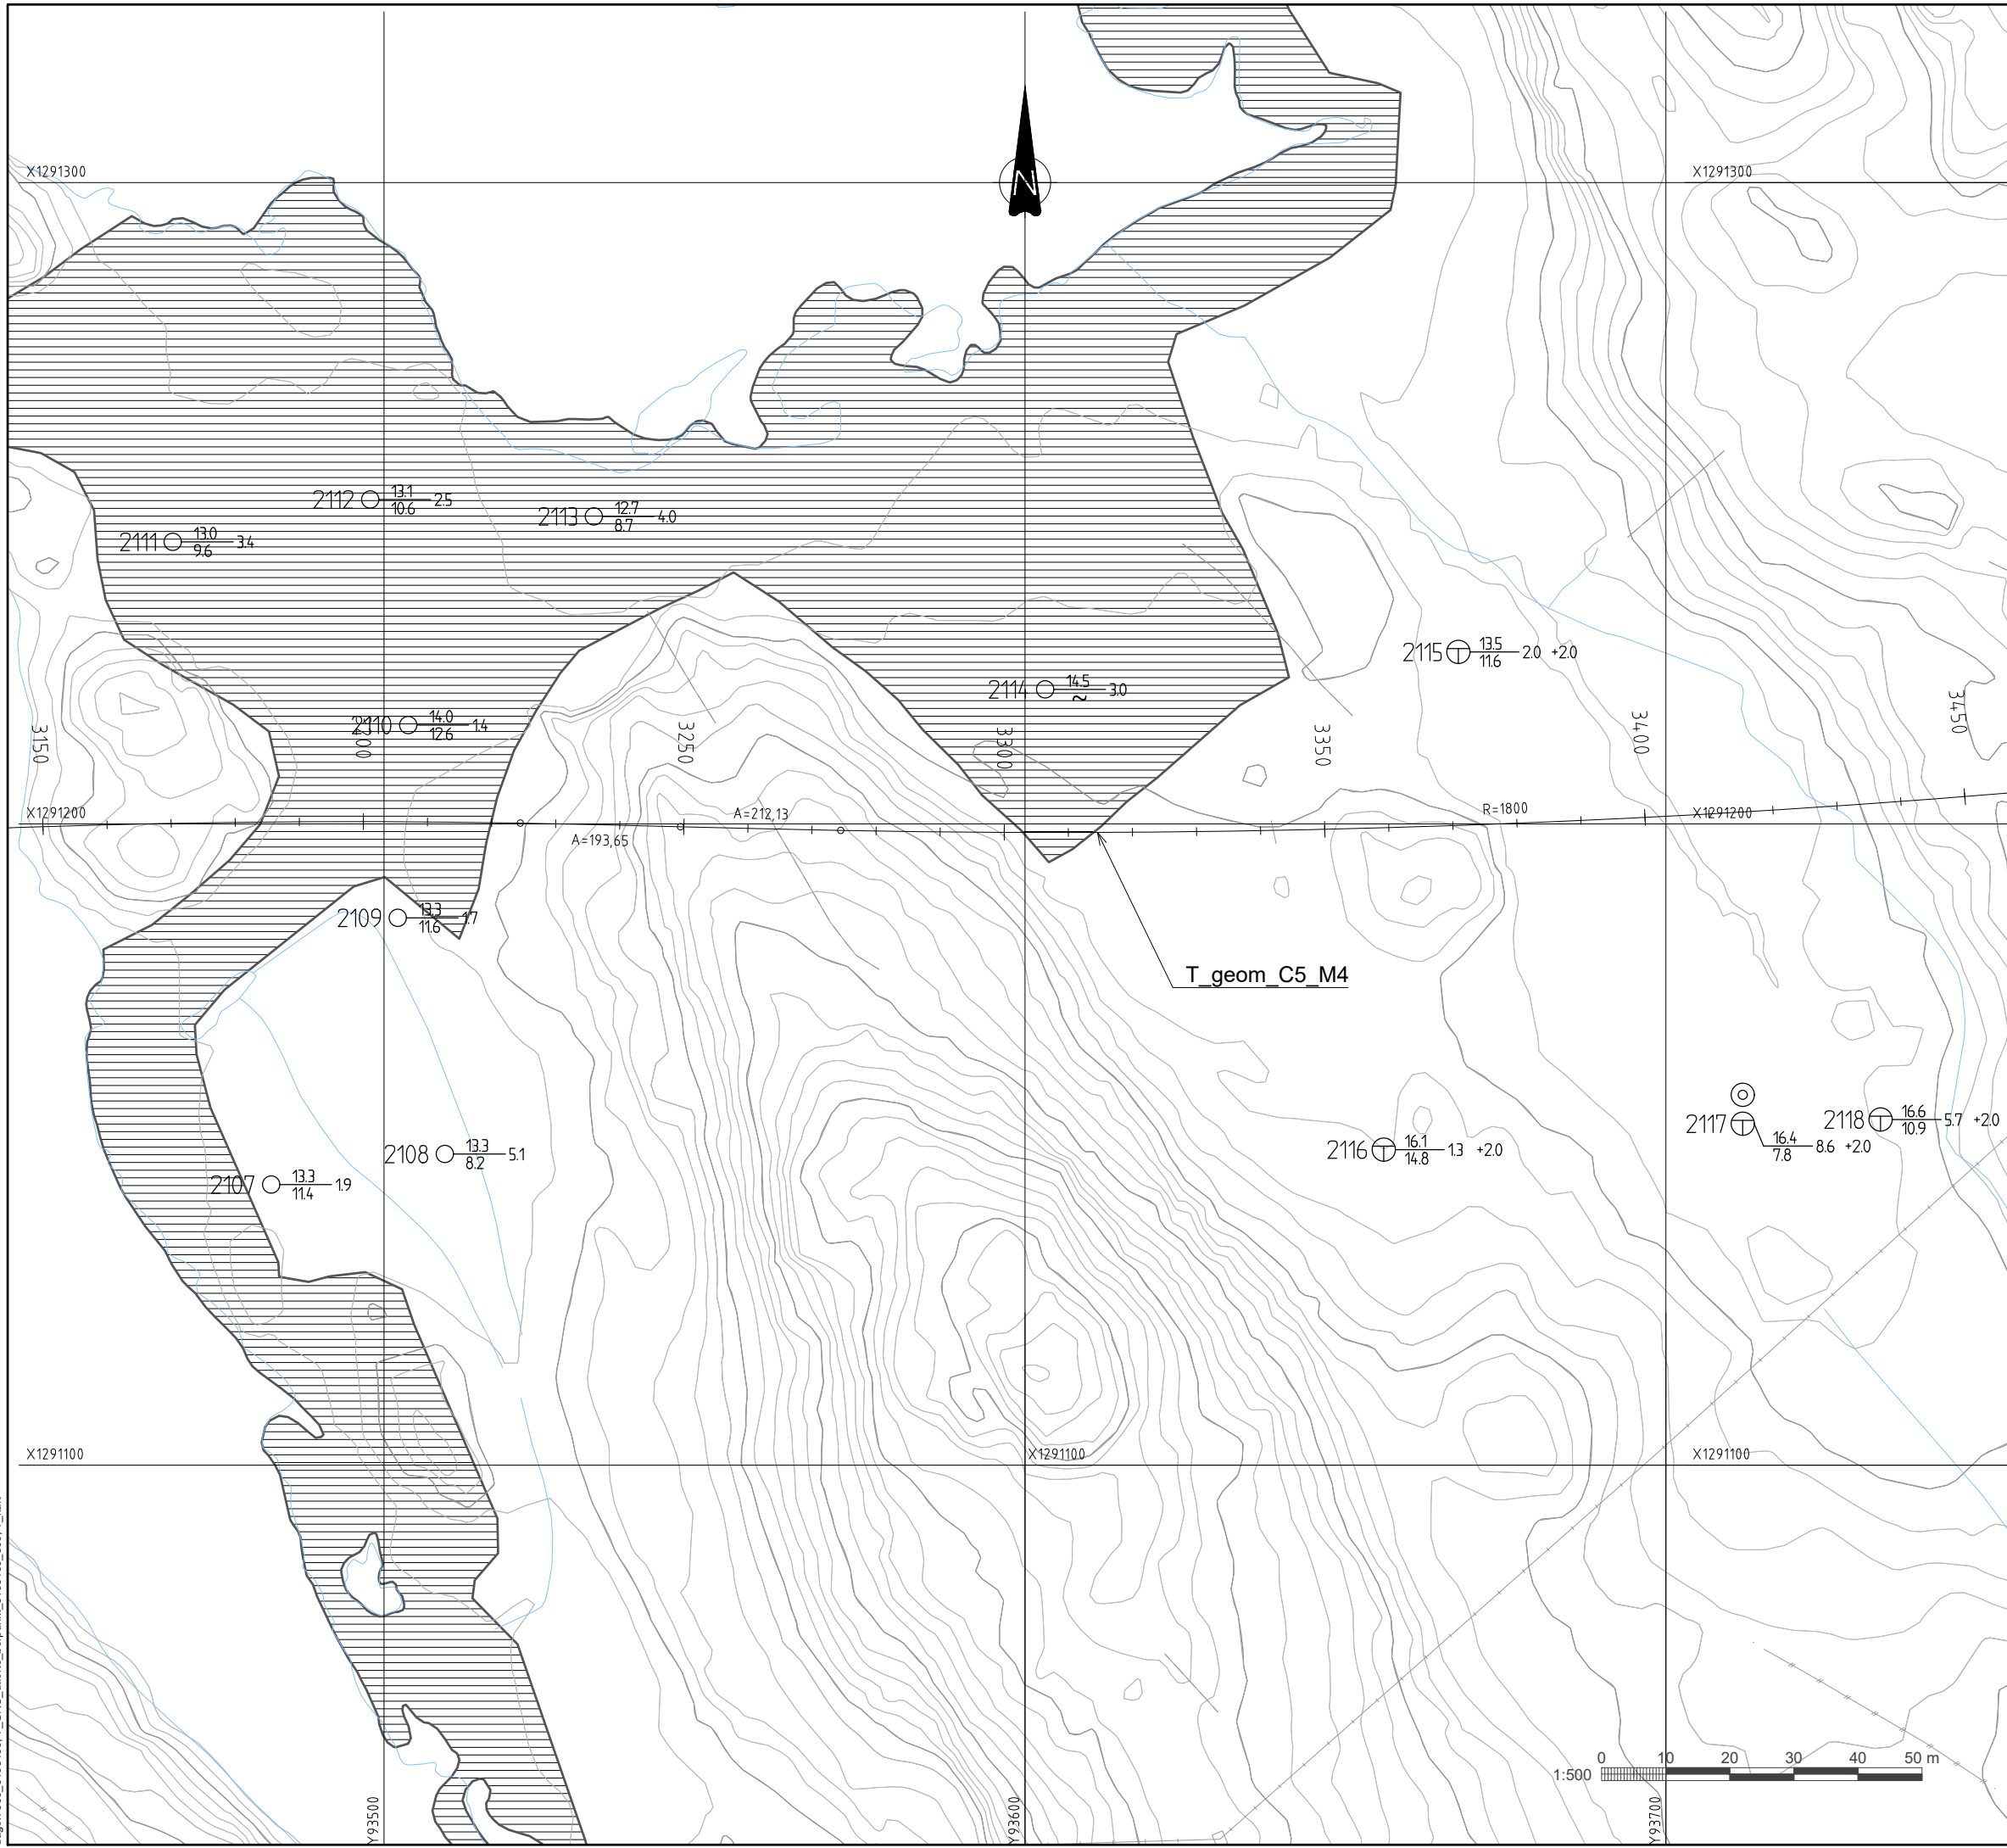 X1291300
X1291300
N
2112 13.1 10.6 2.5
2113 12.7 8.7 4.0
2111 13.0 9.6 3.4
2115 13.5 11.6 2.0 +2.0
2114 14.5 ~ 3.0
2110 14.0 12.6 1.4
3150
3250
3300
3350
3400
3450
X1291200
A=193,65
A=212,13
R=1800
X1291200
2109 13.3 11.6 1.7
T_geom_C5_M4
2117 16.4 7.8 8.6 +2.0
2118 16.6 10.9 5.7 +2.0
2116 16.1 14.8 1.3 +2.0
2108 13.3 8.2 5.1
2107 13.3 11.4 1.9
X1291100
X1291100
X1291100
0 10 20 30 40 50 m
1:500
Y93500
Y93600
Y93700